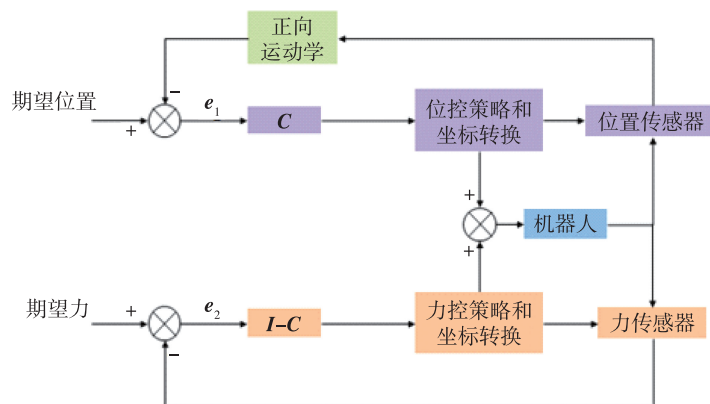 正向
运动学
期望位置
−
+
e1
C
位控策略和
坐标转换
位置传感器
+
+
机器人
期望力
+
−
e2
I−C
力控策略和
坐标转换
力传感器